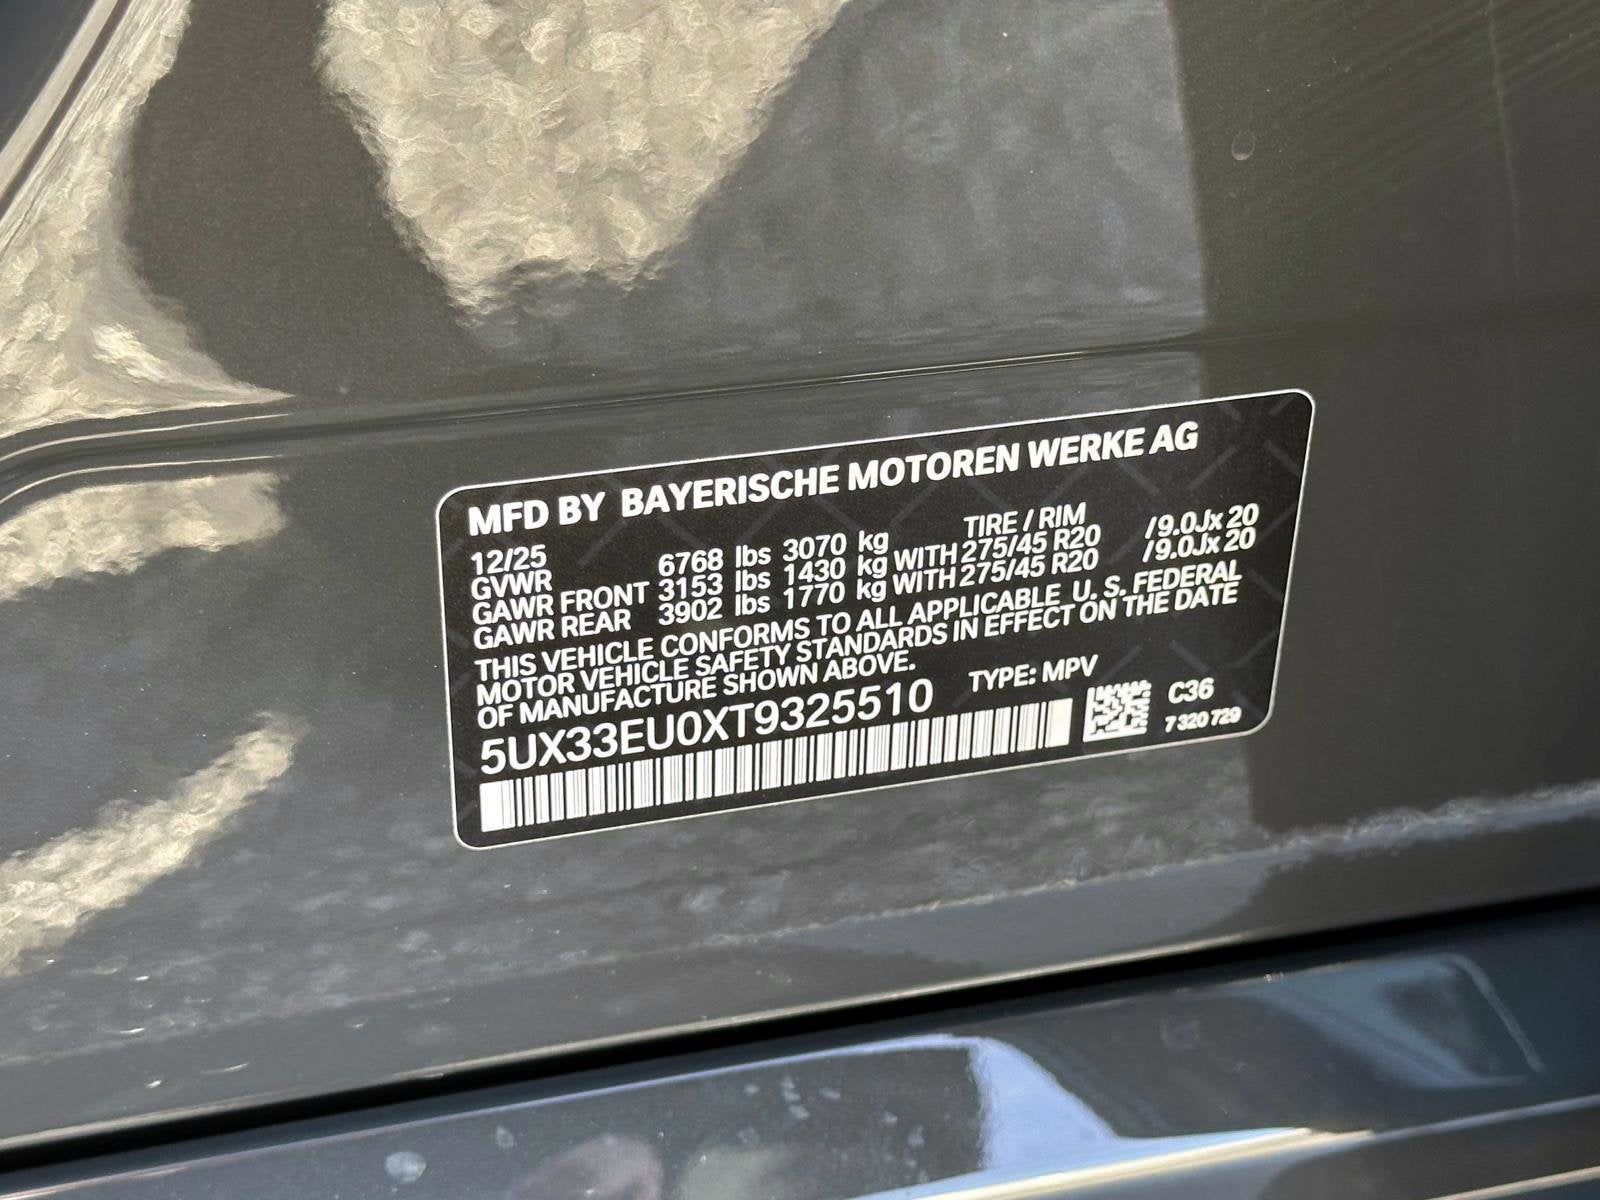 MFD BY BAYERISCHE MOTOREN WERKE AG
12/25 TIRE / RIM
GVWR 6768 lbs 3070 kg
GAWR FRONT 3153 lbs 1430 kg WITH 275/45 R20 /9.0Jx 20
GAWR REAR 3902 lbs 1770 kg WITH 275/45 R20 /9.0Jx 20
THIS VEHICLE CONFORMS TO ALL APPLICABLE U. S. FEDERAL
MOTOR VEHICLE SAFETY STANDARDS IN EFFECT ON THE DATE
OF MANUFACTURE SHOWN ABOVE.
5UX33EU0XT9325510 TYPE: MPV
C36
7 320 729